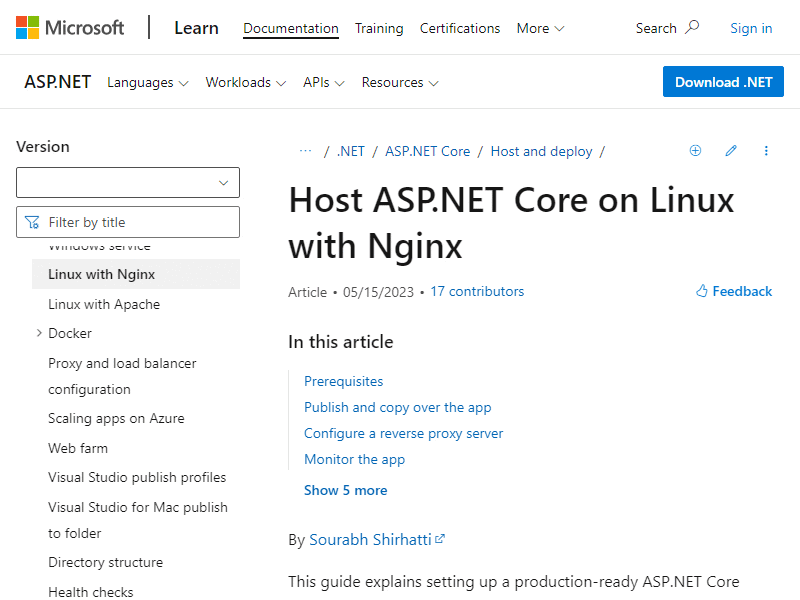 Microsoft Learn Documentation Training Certifications More Search Sign in
ASP.NET Languages Workloads APIs Resources Download .NET
Version
Filter by title
Windows service
Linux with Nginx
Linux with Apache
Docker
Proxy and load balancer
configuration
Scaling apps on Azure
Web farm
Visual Studio publish profiles
Visual Studio for Mac publish
to folder
Directory structure
Health checks
··· / .NET / ASP.NET Core / Host and deploy /
Host ASP.NET Core on Linux
with Nginx
Article • 05/15/2023 • 17 contributors Feedback
In this article
Prerequisites
Publish and copy over the app
Configure a reverse proxy server
Monitor the app
Show 5 more
By Sourabh Shirhatti
This guide explains setting up a production-ready ASP.NET Core